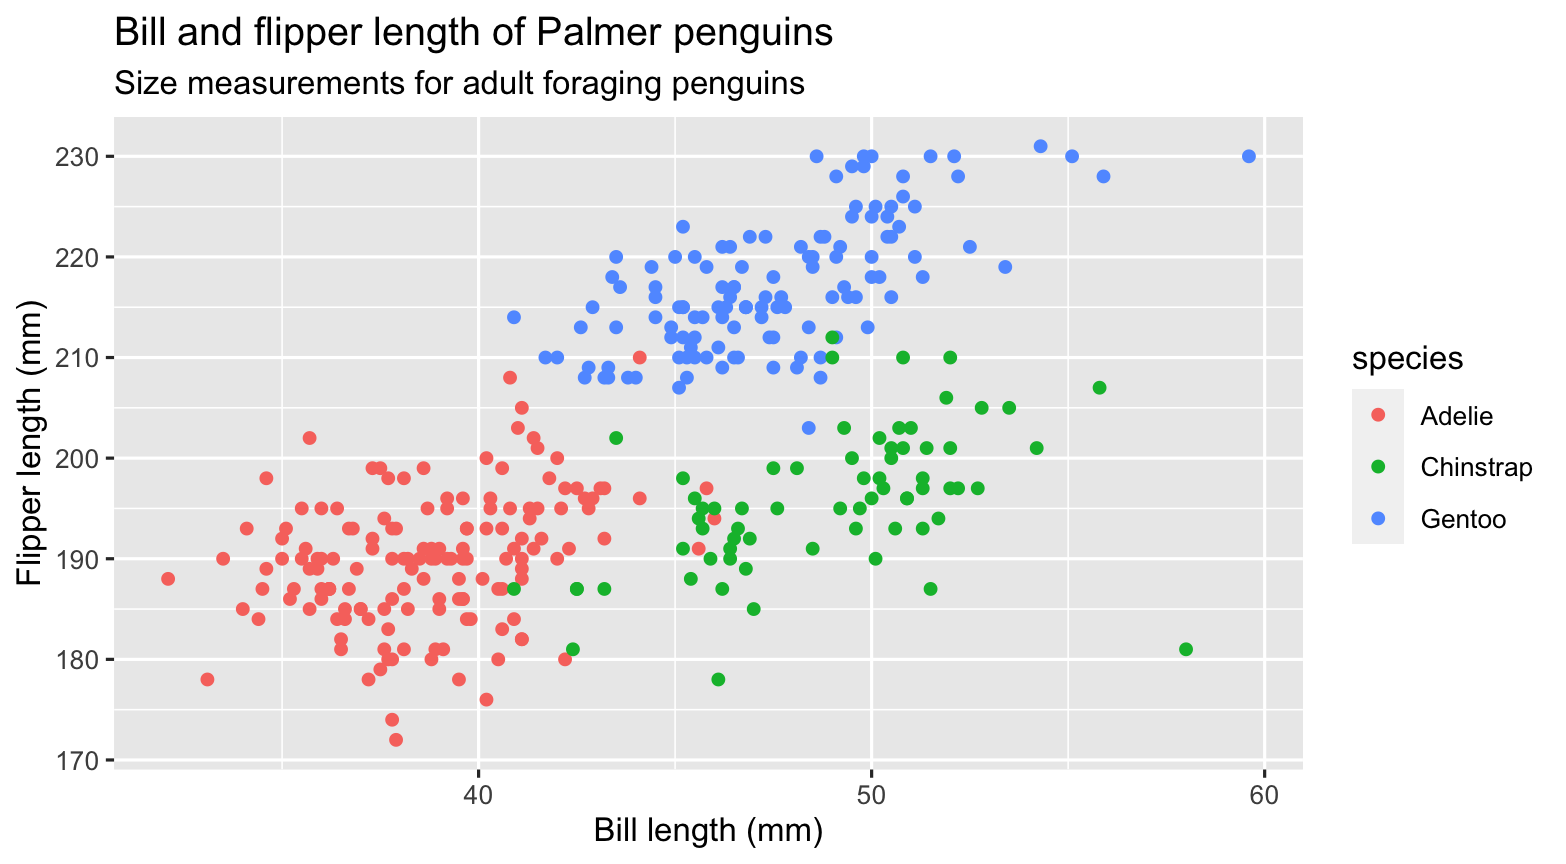 Bill and flipper length of Palmer penguins
Size measurements for adult foraging penguins
Flipper length (mm)
230
220
210
200
190
180
170
40 50 60
Bill length (mm)
species
Adelie
Chinstrap
Gentoo